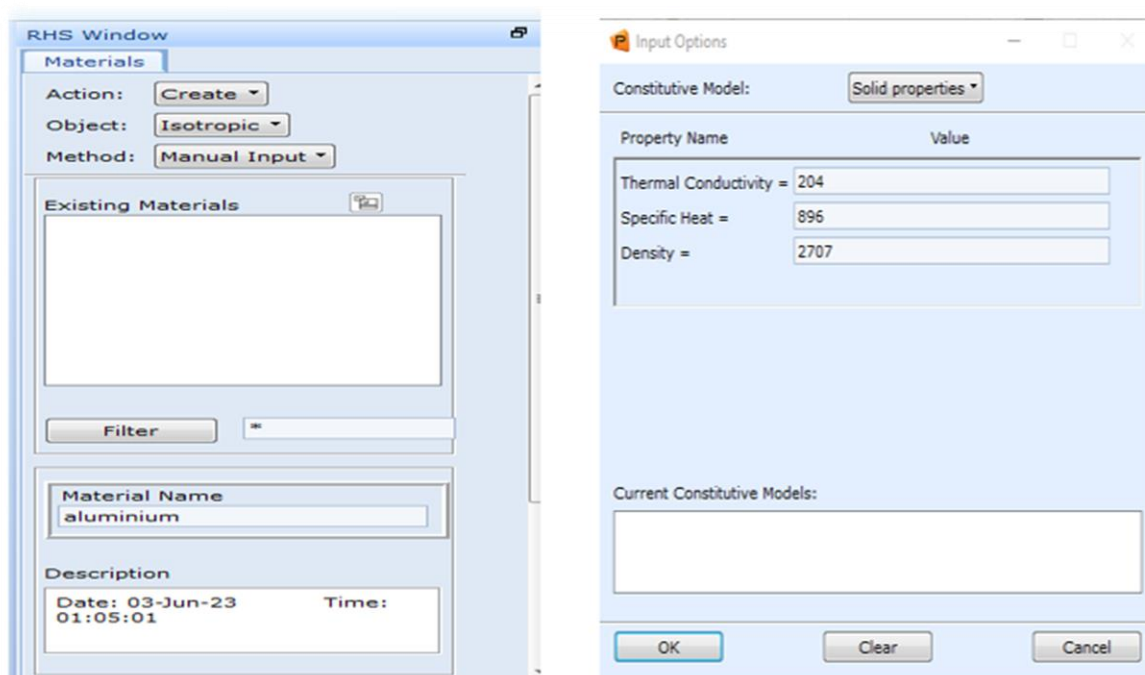 RHS Window
Materials
Action: Create
Object: Isotropic
Method: Manual Input
Existing Materials
Filter *
Material Name
aluminium
Description
Date: 03-Jun-23 Time:
01:05:01
Input Options
Constitutive Model: Solid properties
Property Name Value
Thermal Conductivity = 204
Specific Heat = 896
Density = 2707
Current Constitutive Models:
OK Clear Cancel